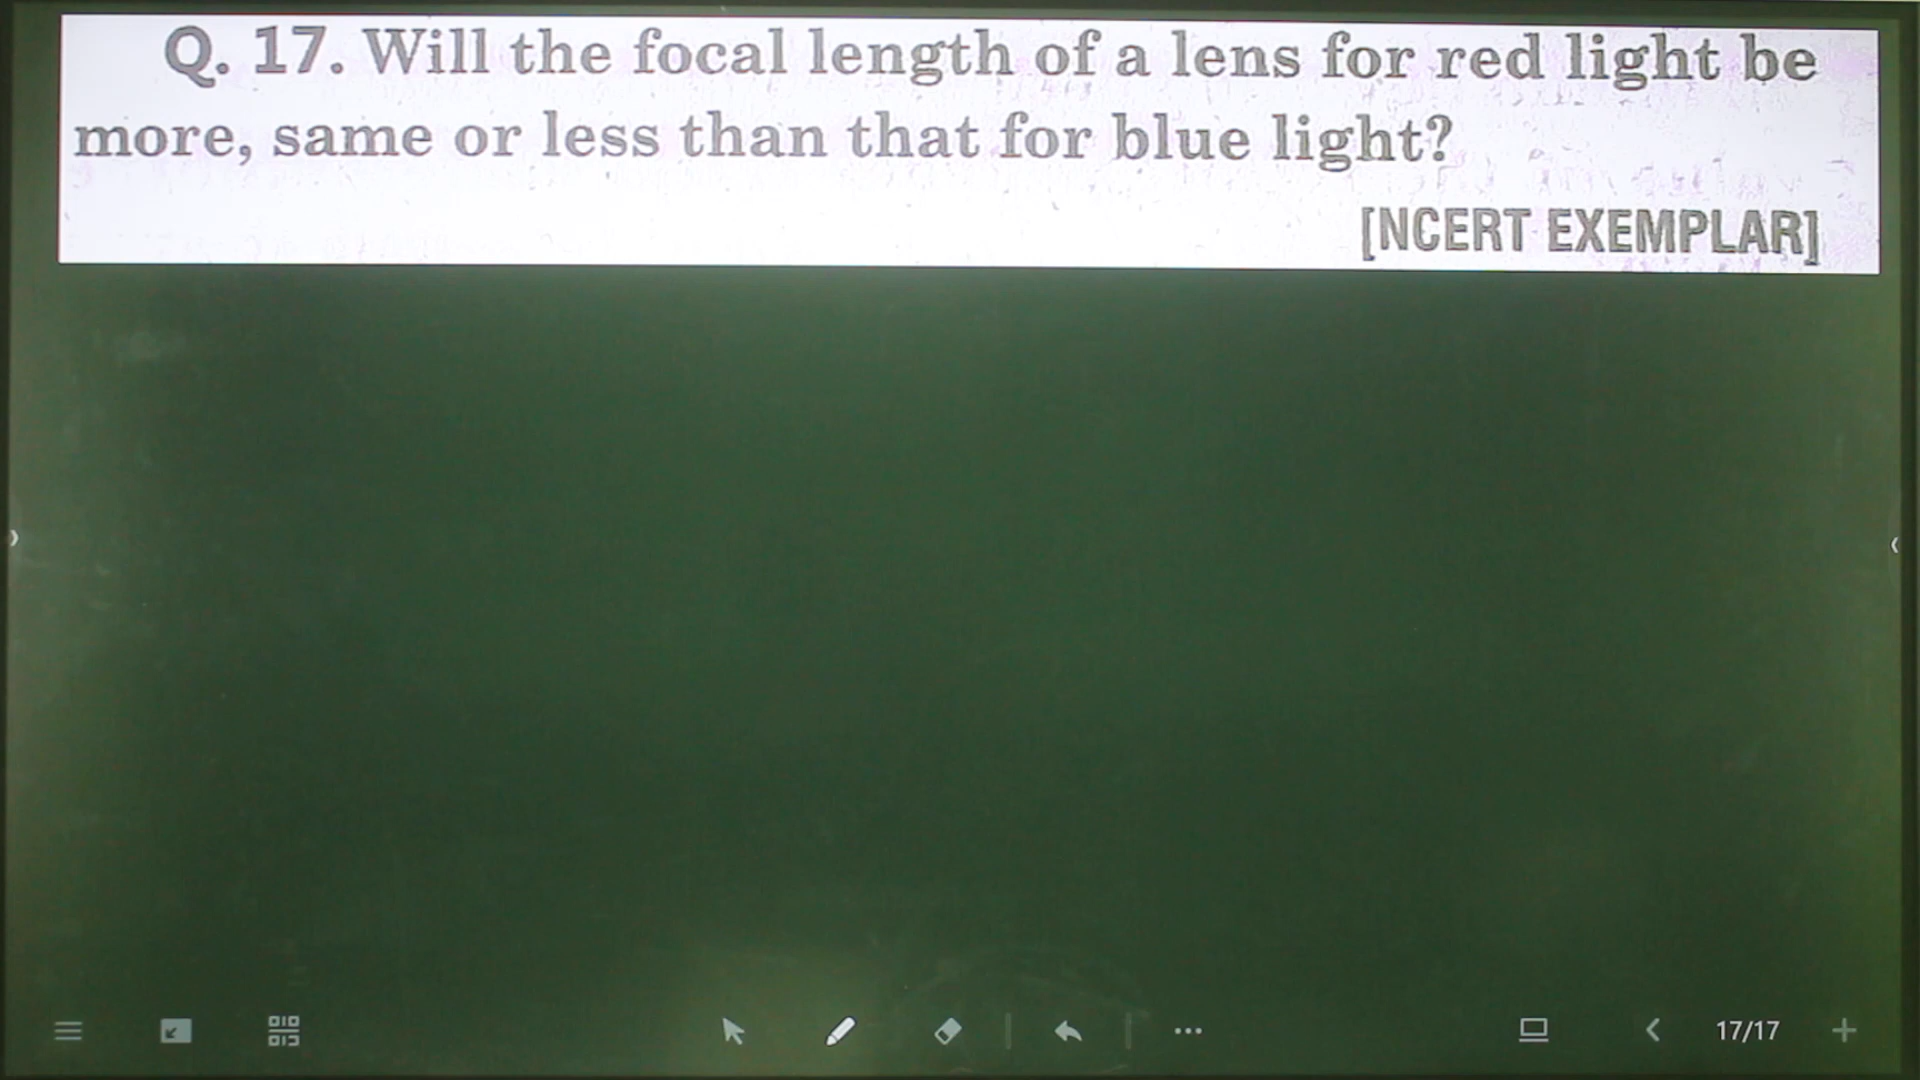 Q. 17. Will the focal length of a lens for red light be
more, same or less than that for blue light?
[NCERT EXEMPLAR]
17/17